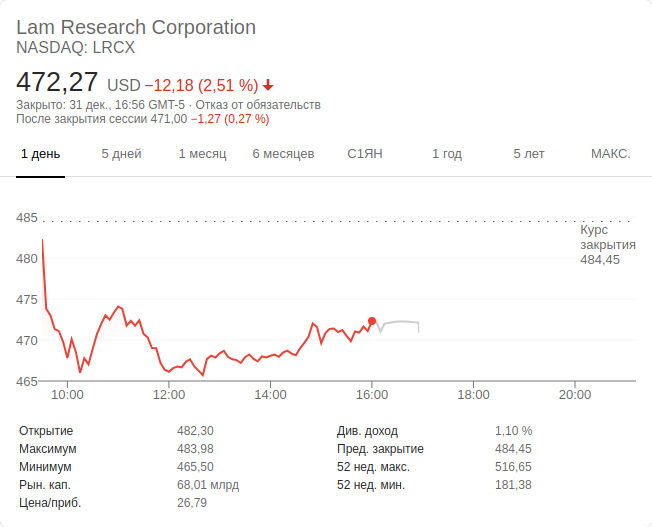 Lam Research Corporation
NASDAQ: LRCX
472,27 USD −12,18 (2,51 %)
Закрыто: 31 дек., 16:56 GMT-5 · Отказ от обязательств
После закрытия сессии 471,00 −1,27 (0,27 %)
1 день 5 дней 1 месяц 6 месяцев С1ЯН 1 год 5 лет МАКС.
485
Курс
закрытия
484,45
480
475
470
465
10:00 12:00 14:00 16:00 18:00 20:00
Открытие 482,30 Див. доход 1,10 %
Максимум 483,98 Пред. закрытие 484,45
Минимум 465,50 52 нед. макс. 516,65
Рын. кап. 68,01 млрд 52 нед. мин. 181,38
Цена/приб. 26,79